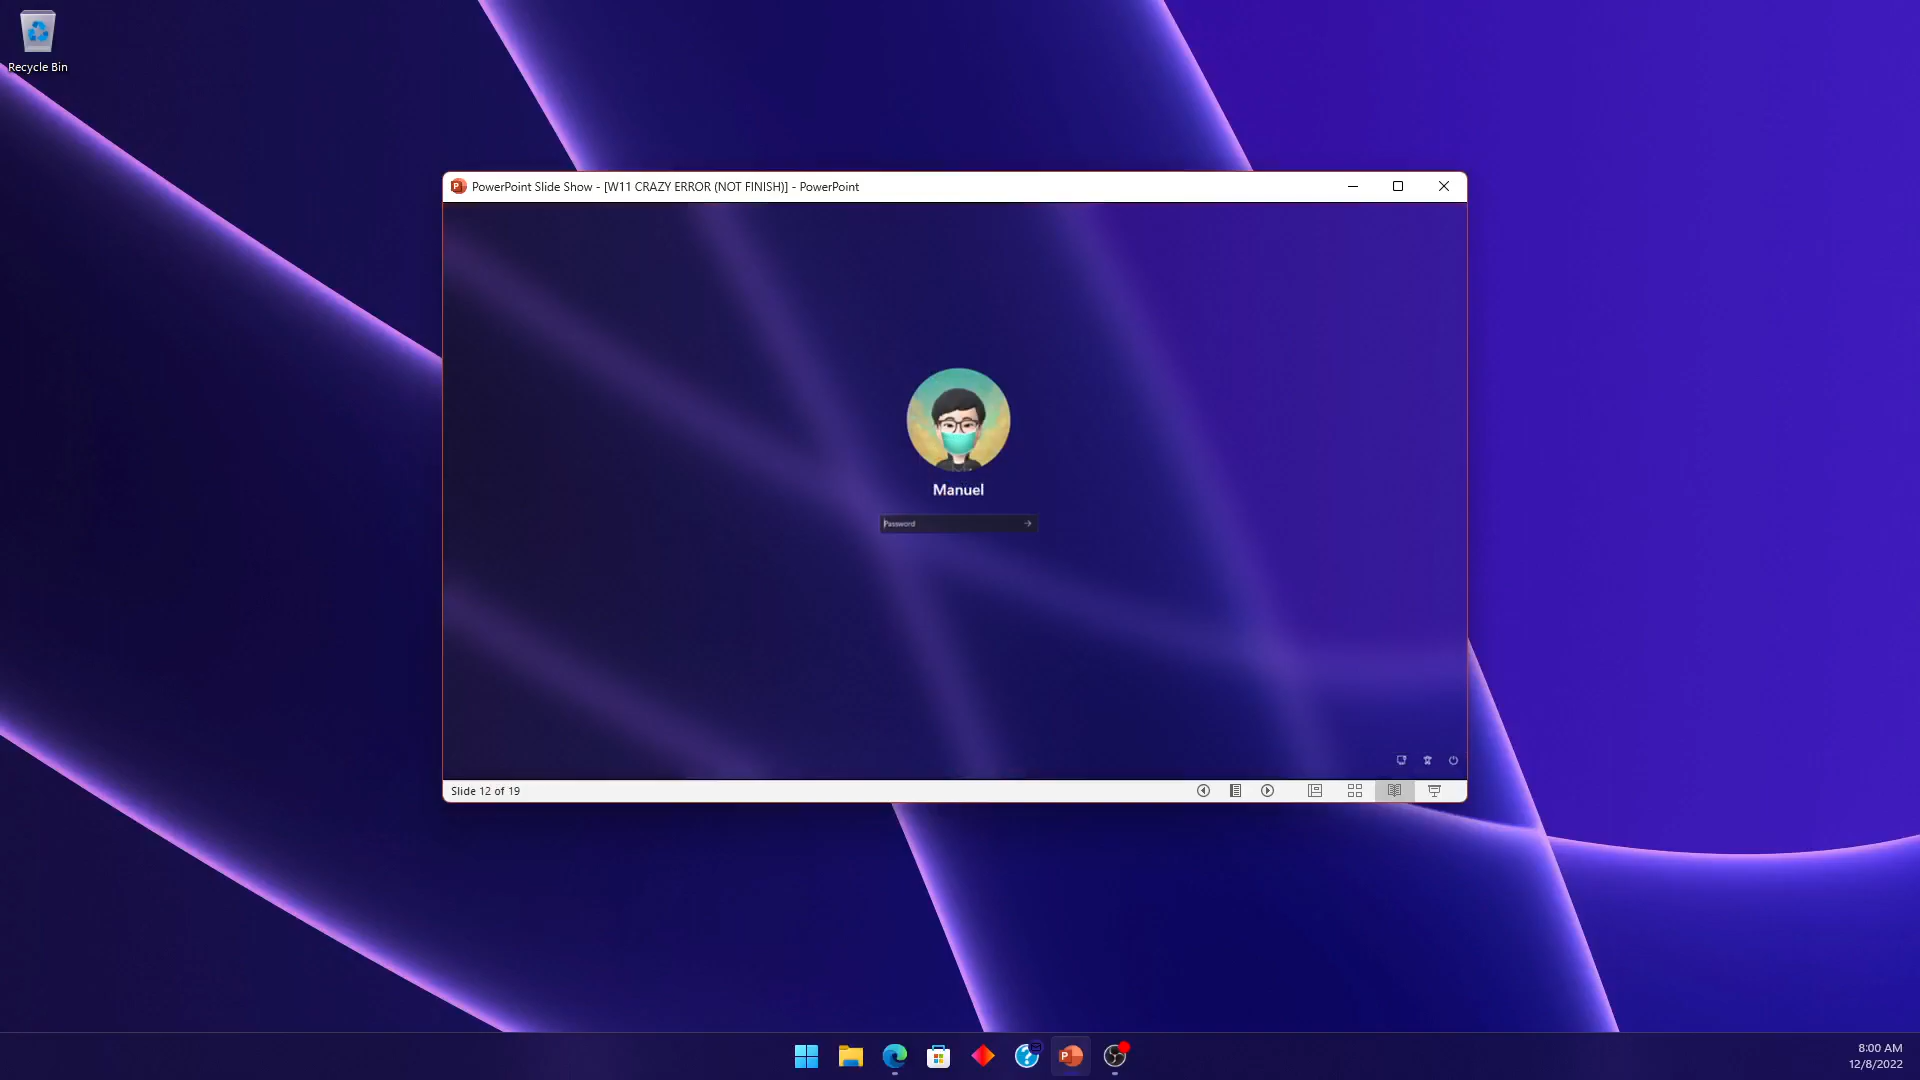 Recycle Bin
PowerPoint Slide Show - [W11 CRAZY ERROR (NOT FINISH)] - PowerPoint
Manuel
Password
Slide 12 of 19
8:00 AM
12/8/2022